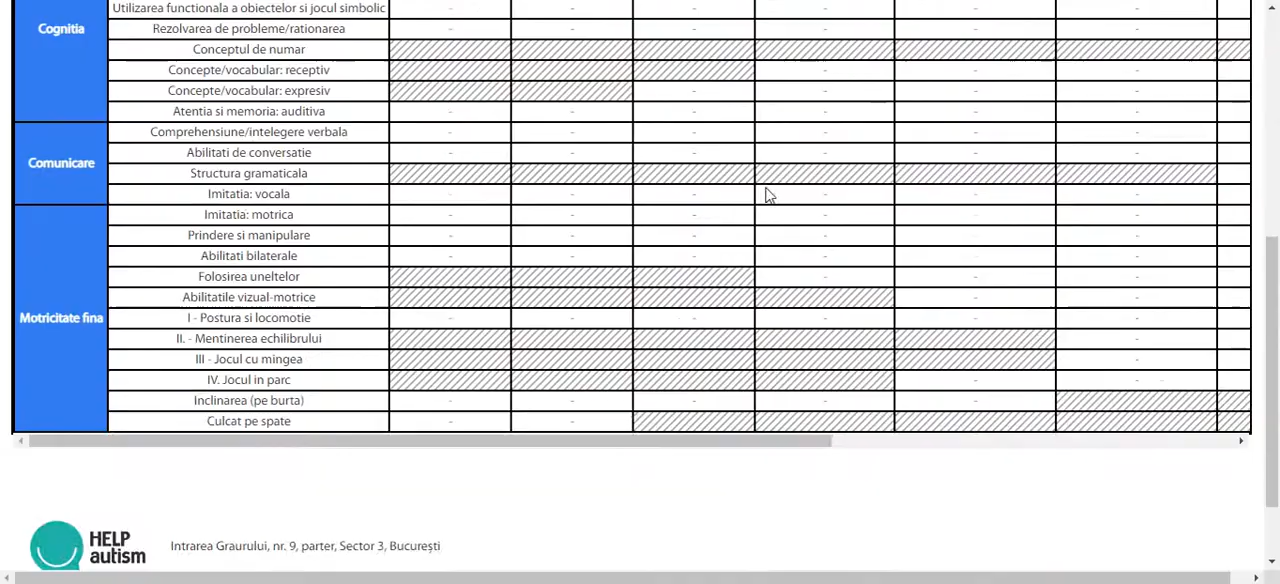 Utilizarea functionala a obiectelor si jocul simbolic - - - - - -
Cognitia
Rezolvarea de probleme/rationarea - - - - - -
Conceptul de numar
Concepte/vocabular: receptiv - - -
Concepte/vocabular: expresiv - - - -
Atentia si memoria: auditiva - - - - - -
Comunicare
Comprehensiune/intelegere verbala - - - - - -
Abilitati de conversatie - - - - - -
Structura gramaticala
Imitatia: vocala - - - - - -
Motricitate fina
Imitatia: motrica - - - - - -
Prindere si manipulare - - - - - -
Abilitati bilaterale - - - - - -
Folosirea uneltelor - - -
Abilitatile vizual-motrice - -
I - Postura si locomotie - - - - - -
II. - Mentinerea echilibrului -
III - Jocul cu mingea -
IV. Jocul in parc - -
Inclinarea (pe burta) - - - - -
Culcat pe spate - -
HELP
autism
Intrarea Graurului, nr. 9, parter, Sector 3, București